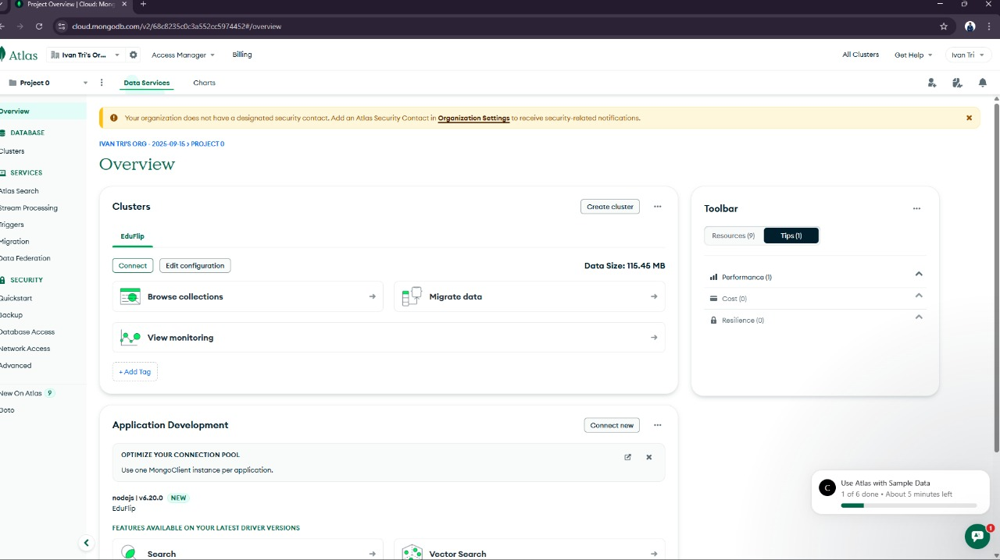 Project Overview | Cloud: Mong
cloud.mongodb.com/v2/68c8235c0c3a552cc5974452#/overview
Atlas
Ivan Tri's Or...
Access Manager
Billing
All Clusters
Get Help
Ivan Tri
Project 0
Data Services
Charts
Overview
DATABASE
Clusters
SERVICES
Atlas Search
Stream Processing
Triggers
Migration
Data Federation
SECURITY
Quickstart
Backup
Database Access
Network Access
Advanced
New On Atlas 9
Goto
Your organization does not have a designated security contact. Add an Atlas Security Contact in Organization Settings to receive security-related notifications.
IVAN TRI'S ORG - 2025-09-15 > PROJECT 0
Overview
Clusters
Create cluster
EduFlip
Connect
Edit configuration
Data Size: 115.45 MB
Browse collections
Migrate data
View monitoring
+ Add Tag
Toolbar
Resources (9)
Tips (1)
Performance (1)
Cost (0)
Resilience (0)
Application Development
Connect new
OPTIMIZE YOUR CONNECTION POOL
Use one MongoClient instance per application.
nodejs | v6.20.0 NEW
EduFlip
FEATURES AVAILABLE ON YOUR LATEST DRIVER VERSIONS
Search
Vector Search
C
Use Atlas with Sample Data
1 of 6 done • About 5 minutes left
1